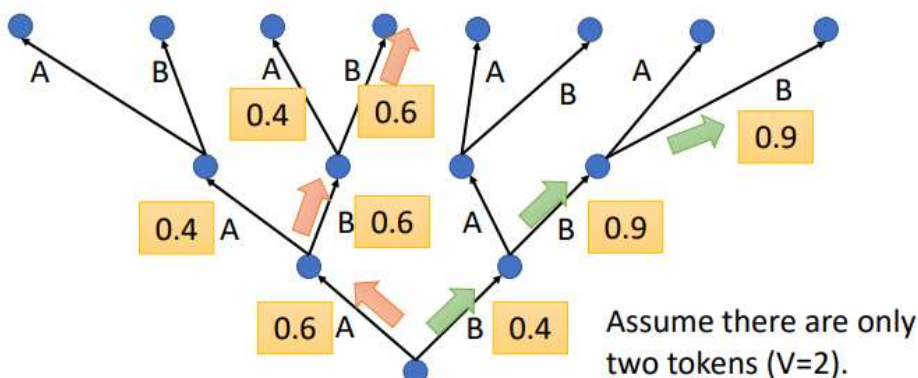 A B A B A B A B
0.4 0.6 0.9
0.4 A B 0.6 A B 0.9
0.6 A B 0.4
Assume there are only
two tokens (V=2).